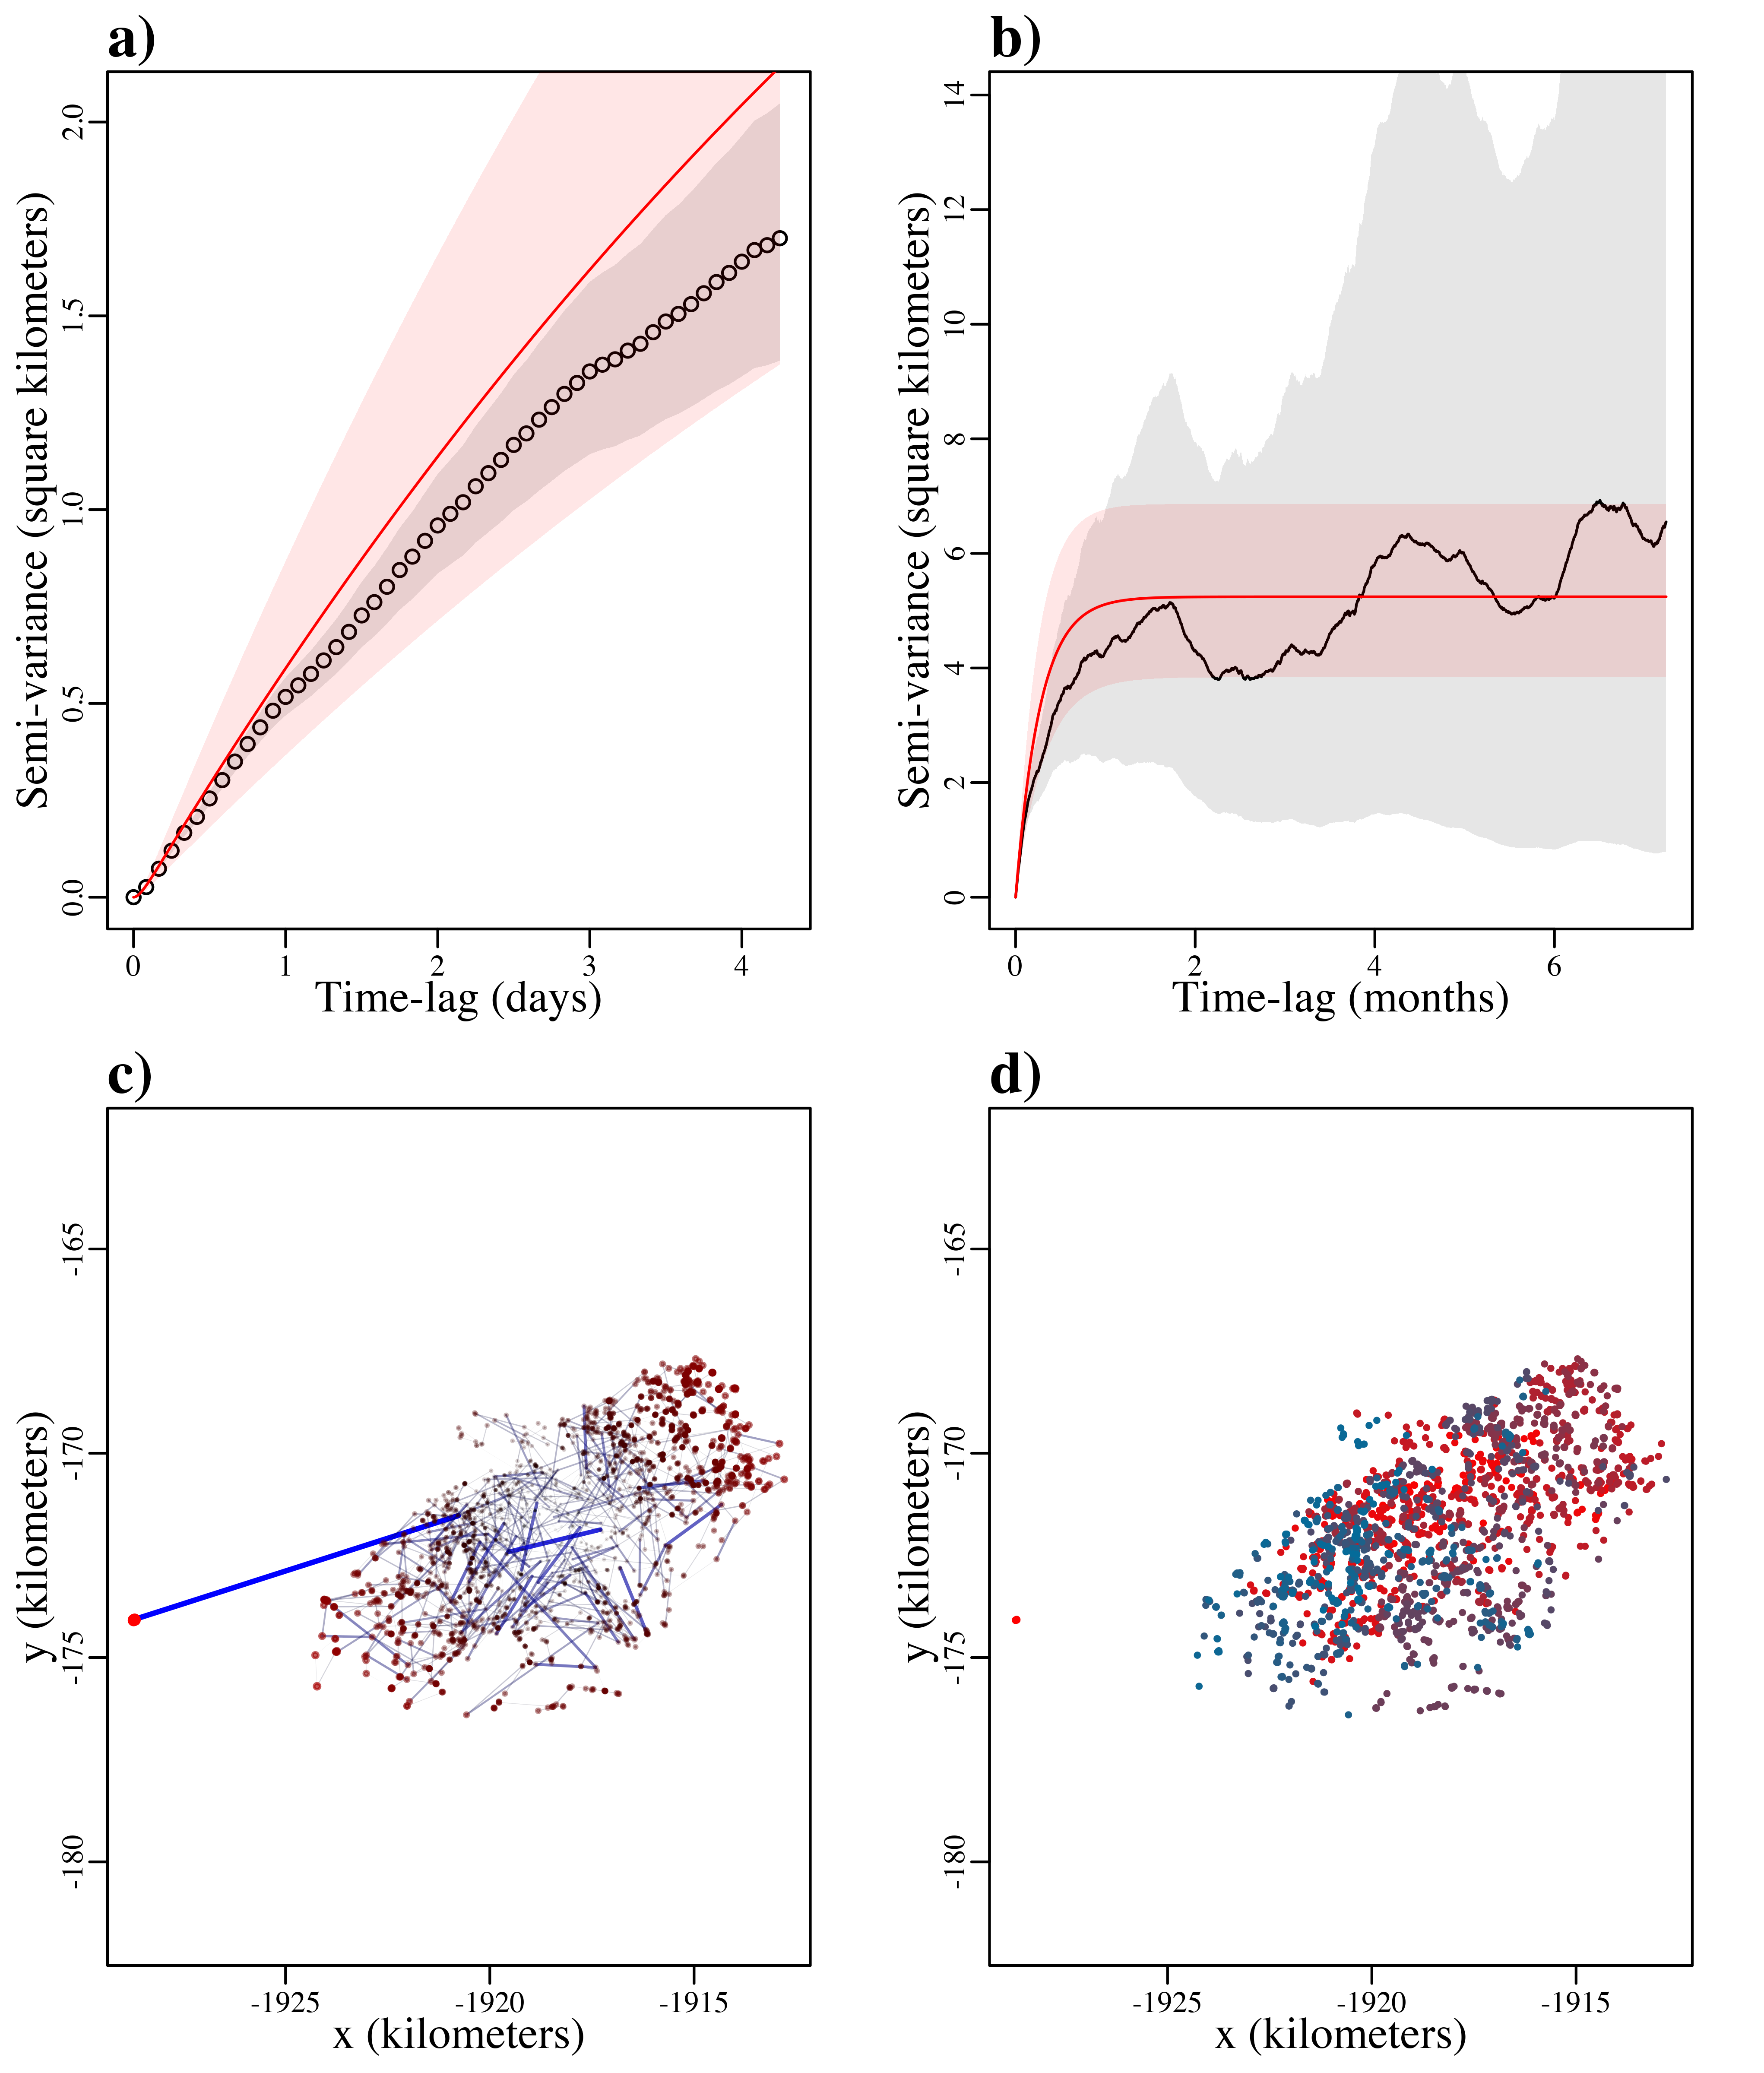 a)
Semi-variance (square kilometers)
0.0 0.5 1.0 1.5 2.0
0 1 2 3 4
Time-lag (days)
b)
Semi-variance (square kilometers)
0 2 4 6 8 10 12 14
0 2 4 6
Time-lag (months)
c)
y (kilometers)
-180 -175 -170 -165
-1925 -1920 -1915
x (kilometers)
d)
y (kilometers)
-180 -175 -170 -165
-1925 -1920 -1915
x (kilometers)